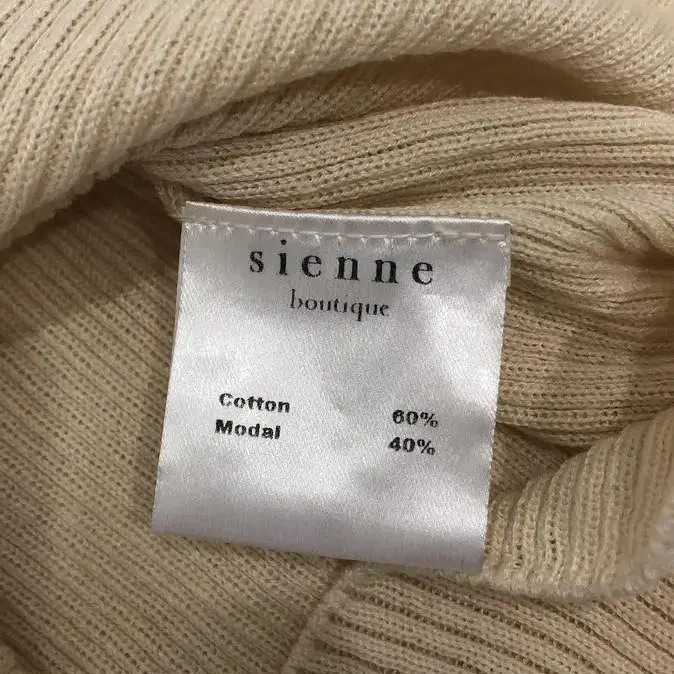 sienne
boutique
Cotton 60%
Modal 40%